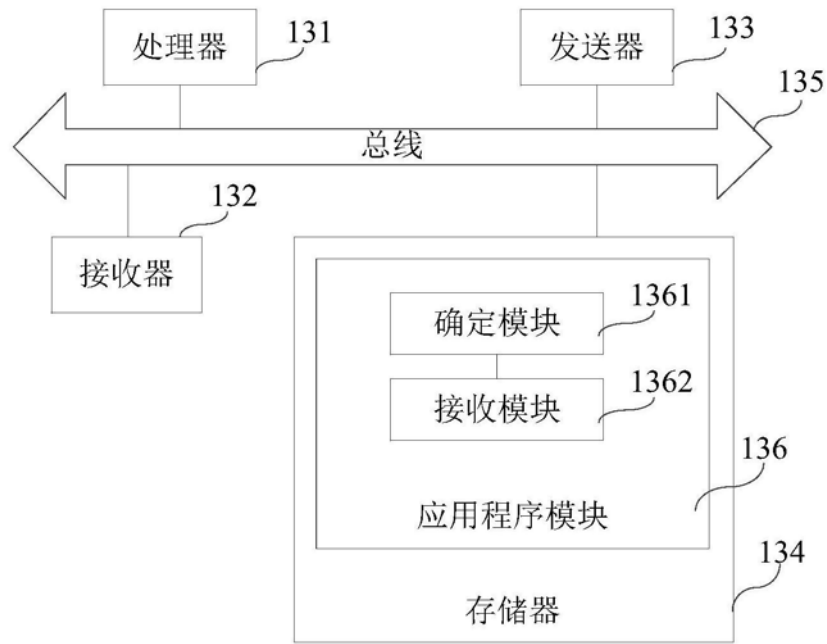 处理器
131
发送器
133
135
总线
132
接收器
确定模块
1361
接收模块
1362
136
应用程序模块
134
存储器